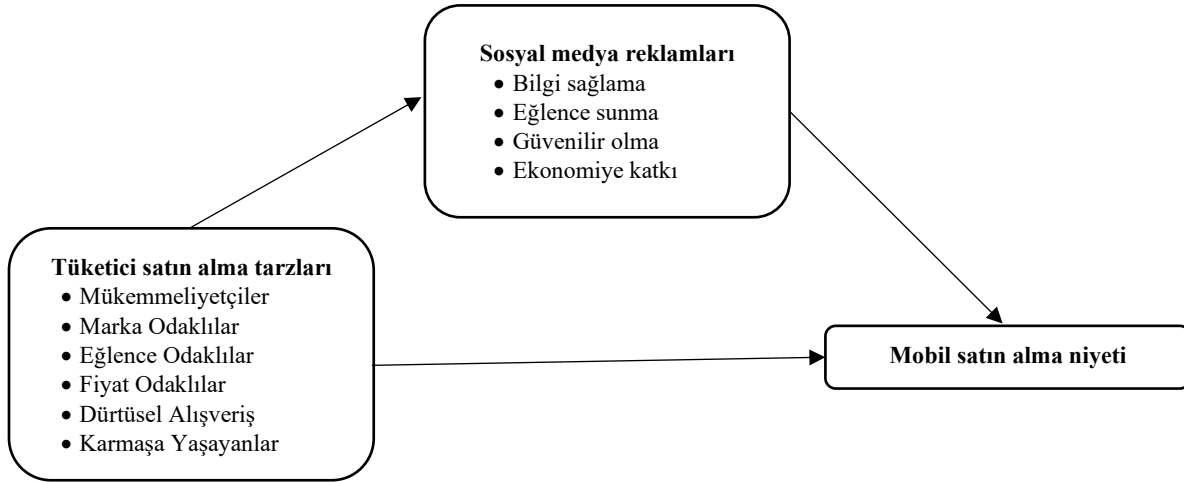 Sosyal medya reklamları
• Bilgi sağlama
• Eğlence sunma
• Güvenilir olma
• Ekonomiye katkı
Tüketici satın alma tarzları
• Mükemmeliyetçiler
• Marka Odaklılar
• Eğlence Odaklılar
• Fiyat Odaklılar
• Dürtüsel Alışveriş
• Karmaşa Yaşayanlar
Mobil satın alma niyeti